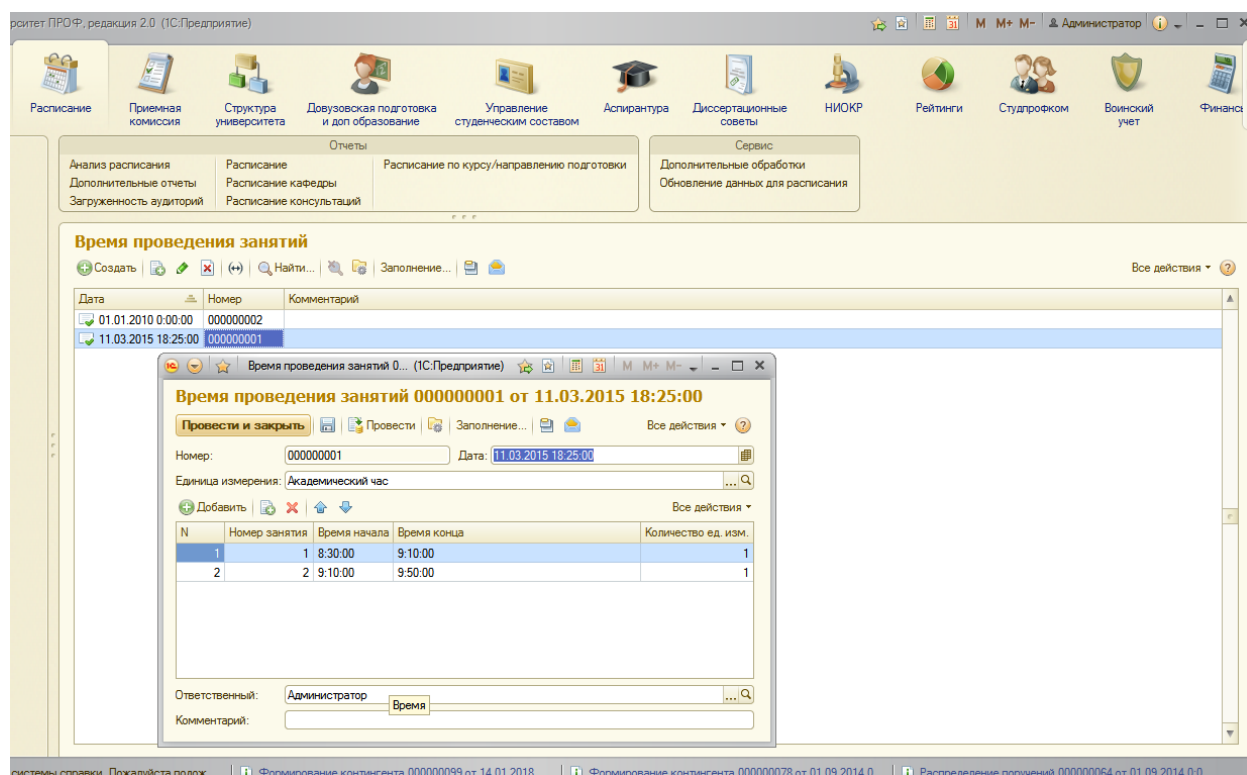 рситет ПРОФ, редакция 2.0 (1С:Предприятие) 31 M M+ M- Администратор
Расписание Приемная комиссия Структура университета Довузовская подготовка и доп образование Управление студенческим составом Аспирантура Диссертационные советы НИОКР Рейтинги Студпрофком Воинский учет Финанс
Отчеты Сервис
Анализ расписания Расписание Расписание по курсу/направлению подготовки Дополнительные обработки
Дополнительные отчеты Расписание кафедры Обновление данных для расписания
Загруженность аудиторий Расписание консультаций
Время проведения занятий
Создать Найти... Заполнение... Все действия
Дата Номер Комментарий
01.01.2010 0:00:00 000000002
11.03.2015 18:25:00 000000001
Время проведения занятий 0... (1С:Предприятие) 31 M M+ M-
Время проведения занятий 000000001 от 11.03.2015 18:25:00
Провести и закрыть Провести Заполнение... Все действия
Номер: 000000001 Дата: 11.03.2015 18:25:00
Единица измерения: Академический час ...
Добавить Все действия
N Номер занятия Время начала Время конца Количество ед. изм.
1 1 8:30:00 9:10:00 1
2 2 9:10:00 9:50:00 1
Ответственный: Администратор ...
Время
Комментарий:
системы справки. Пожалуйста полож... Формирование контингента 000000099 от 14.01.2018 Формирование контингента 000000078 от 01.09.2014 0 Распределение поручений 000000064 от 01.09.2014 0:0